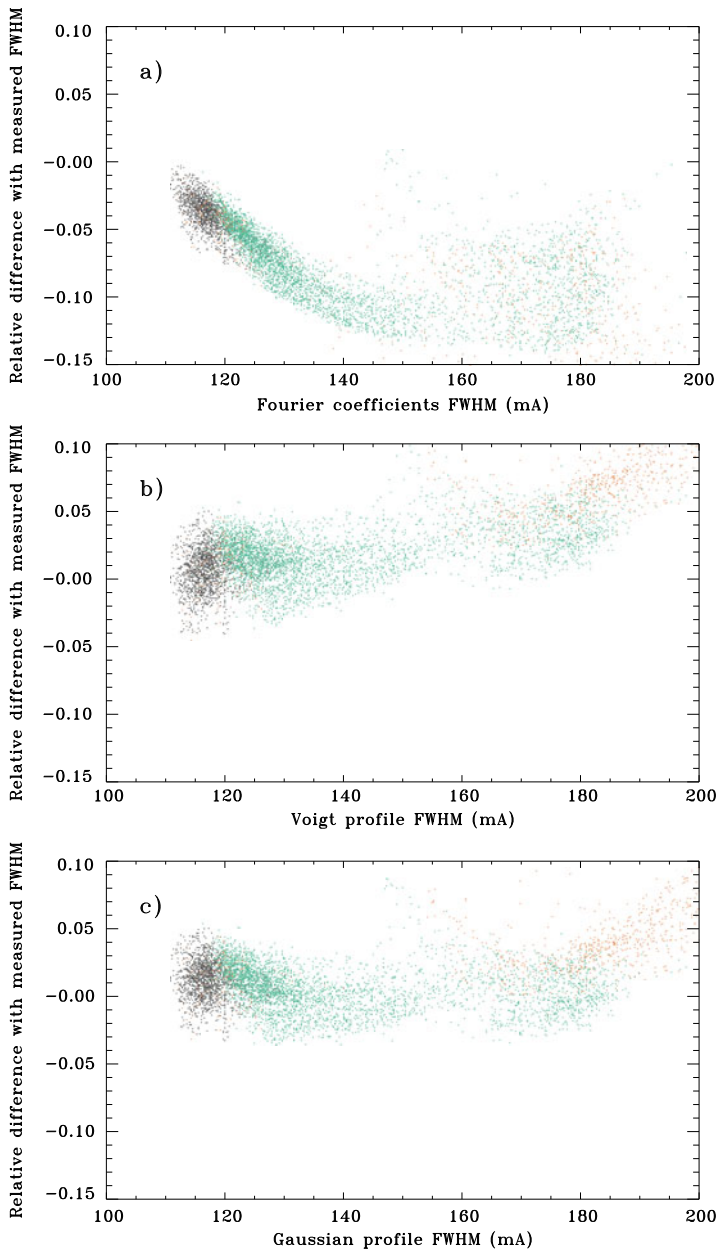 Relative difference with measured FWHM
0.10
0.05
−0.00
−0.05
−0.10
−0.15
a)
100 120 140 160 180 200
Fourier coefficients FWHM (mA)
Relative difference with measured FWHM
0.10
0.05
−0.00
−0.05
−0.10
−0.15
b)
100 120 140 160 180 200
Voigt profile FWHM (mA)
Relative difference with measured FWHM
0.10
0.05
−0.00
−0.05
−0.10
−0.15
c)
100 120 140 160 180 200
Gaussian profile FWHM (mA)